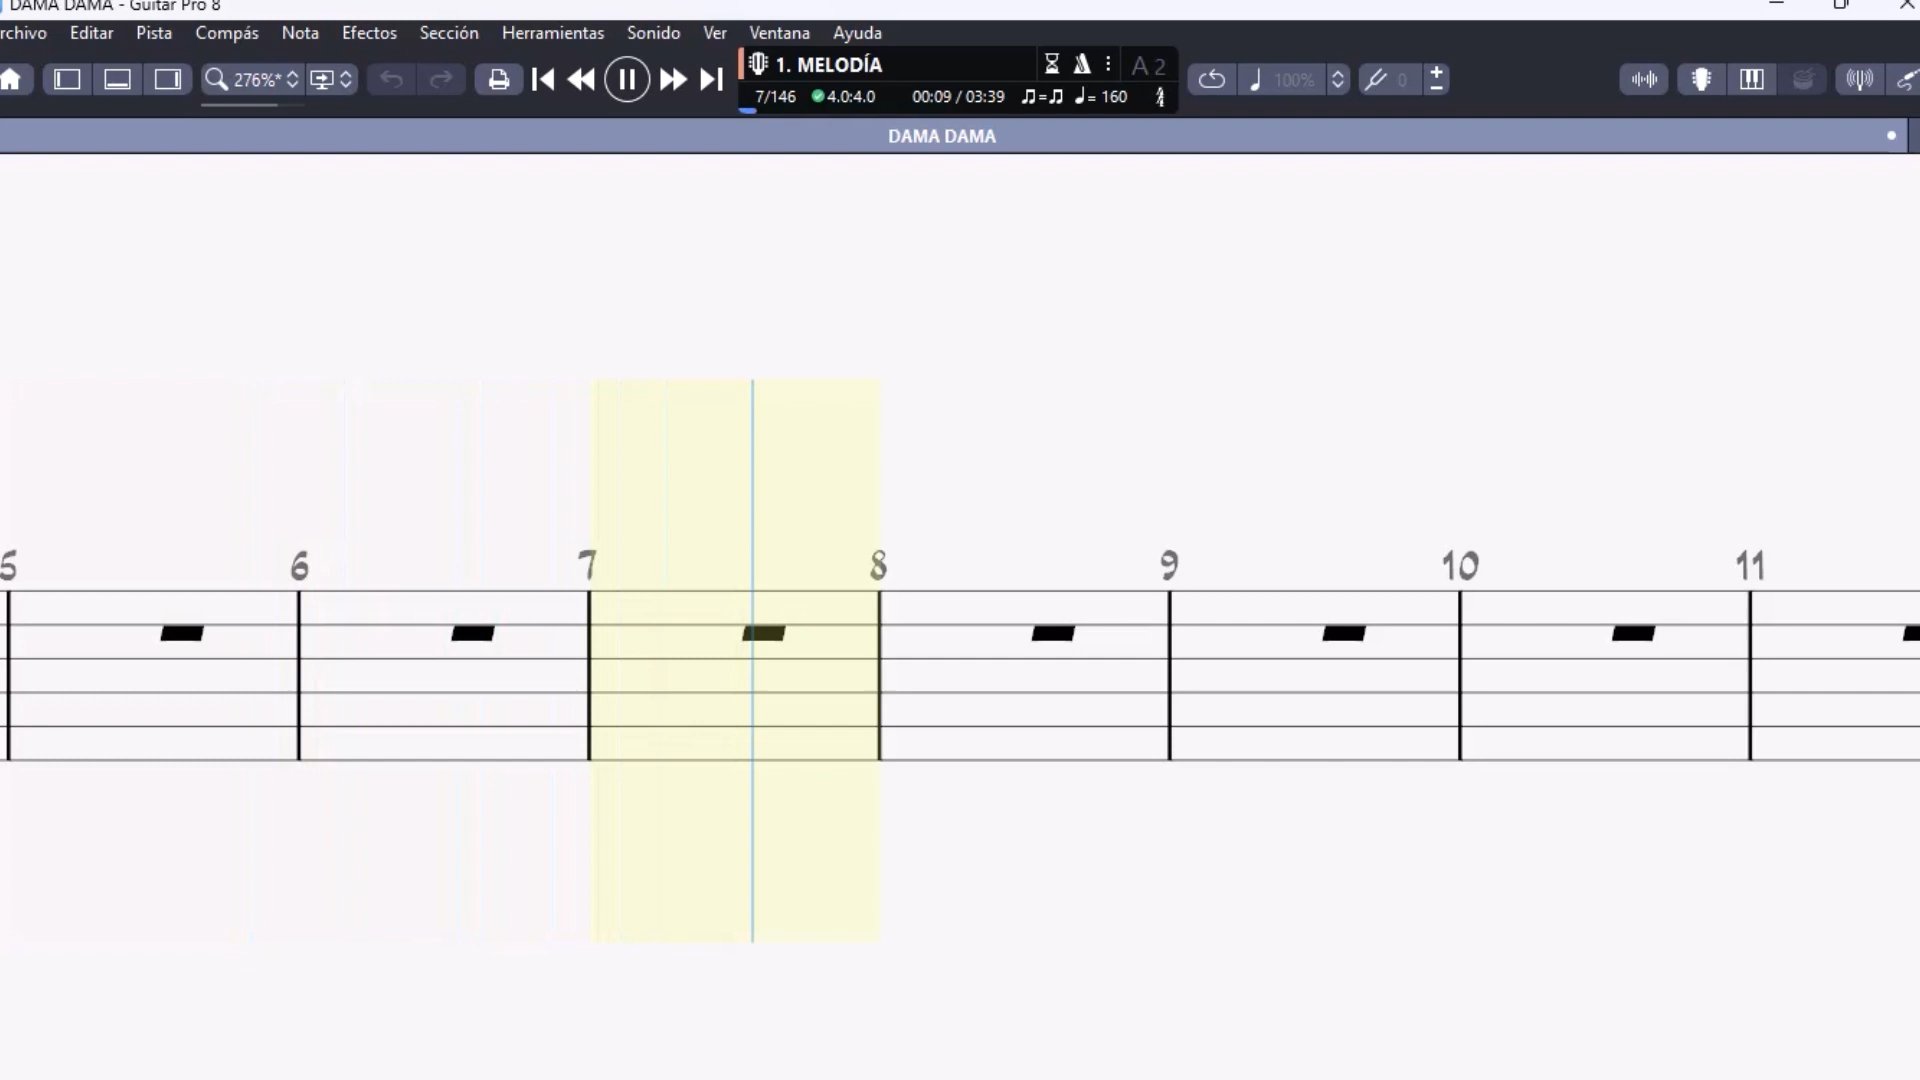 DAMA DAMA - Guitar Pro 8
rchivo Editar Pista Compás Nota Efectos Sección Herramientas Sonido Ver Ventana Ayuda
276%* 1. MELODÍA A 2 100% 0
7/146 4.0:4.0 00:09 / 03:39 = = 160
DAMA DAMA
5 6 7 8 9 10 11